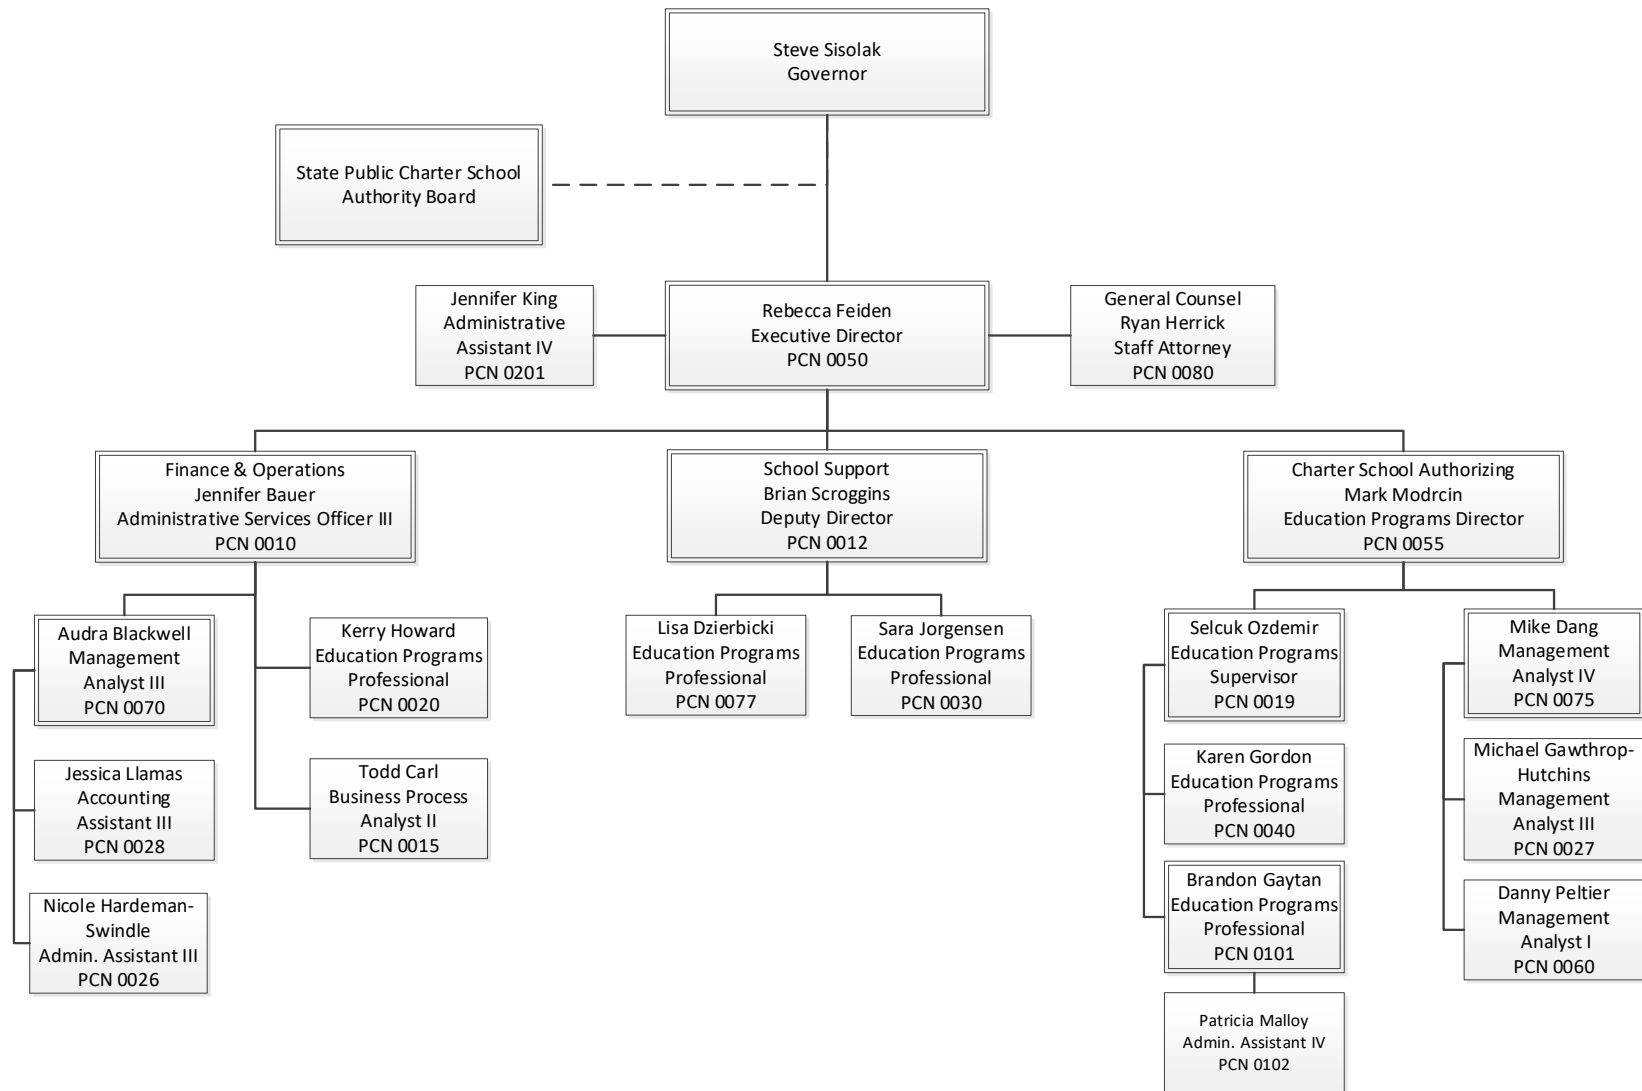 Steve Sisolak
Governor
State Public Charter School
Authority Board
Jennifer King
Administrative
Assistant IV
PCN 0201
Rebecca Feiden
Executive Director
PCN 0050
General Counsel
Ryan Herrick
Staff Attorney
PCN 0080
Finance & Operations
Jennifer Bauer
Administrative Services Officer III
PCN 0010
School Support
Brian Scroggins
Deputy Director
PCN 0012
Charter School Authorizing
Mark Modrcin
Education Programs Director
PCN 0055
Audra Blackwell
Management
Analyst III
PCN 0070
Kerry Howard
Education Programs
Professional
PCN 0020
Lisa Dzierbicki
Education Programs
Professional
PCN 0077
Sara Jorgensen
Education Programs
Professional
PCN 0030
Selcuk Ozdemir
Education Programs
Supervisor
PCN 0019
Mike Dang
Management
Analyst IV
PCN 0075
Jessica Llamas
Accounting
Assistant III
PCN 0028
Todd Carl
Business Process
Analyst II
PCN 0015
Karen Gordon
Education Programs
Professional
PCN 0040
Michael Gawthrop-
Hutchins
Management
Analyst III
PCN 0027
Nicole Hardeman-
Swindle
Admin. Assistant III
PCN 0026
Brandon Gaytan
Education Programs
Professional
PCN 0101
Danny Peltier
Management
Analyst I
PCN 0060
Patricia Malloy
Admin. Assistant IV
PCN 0102